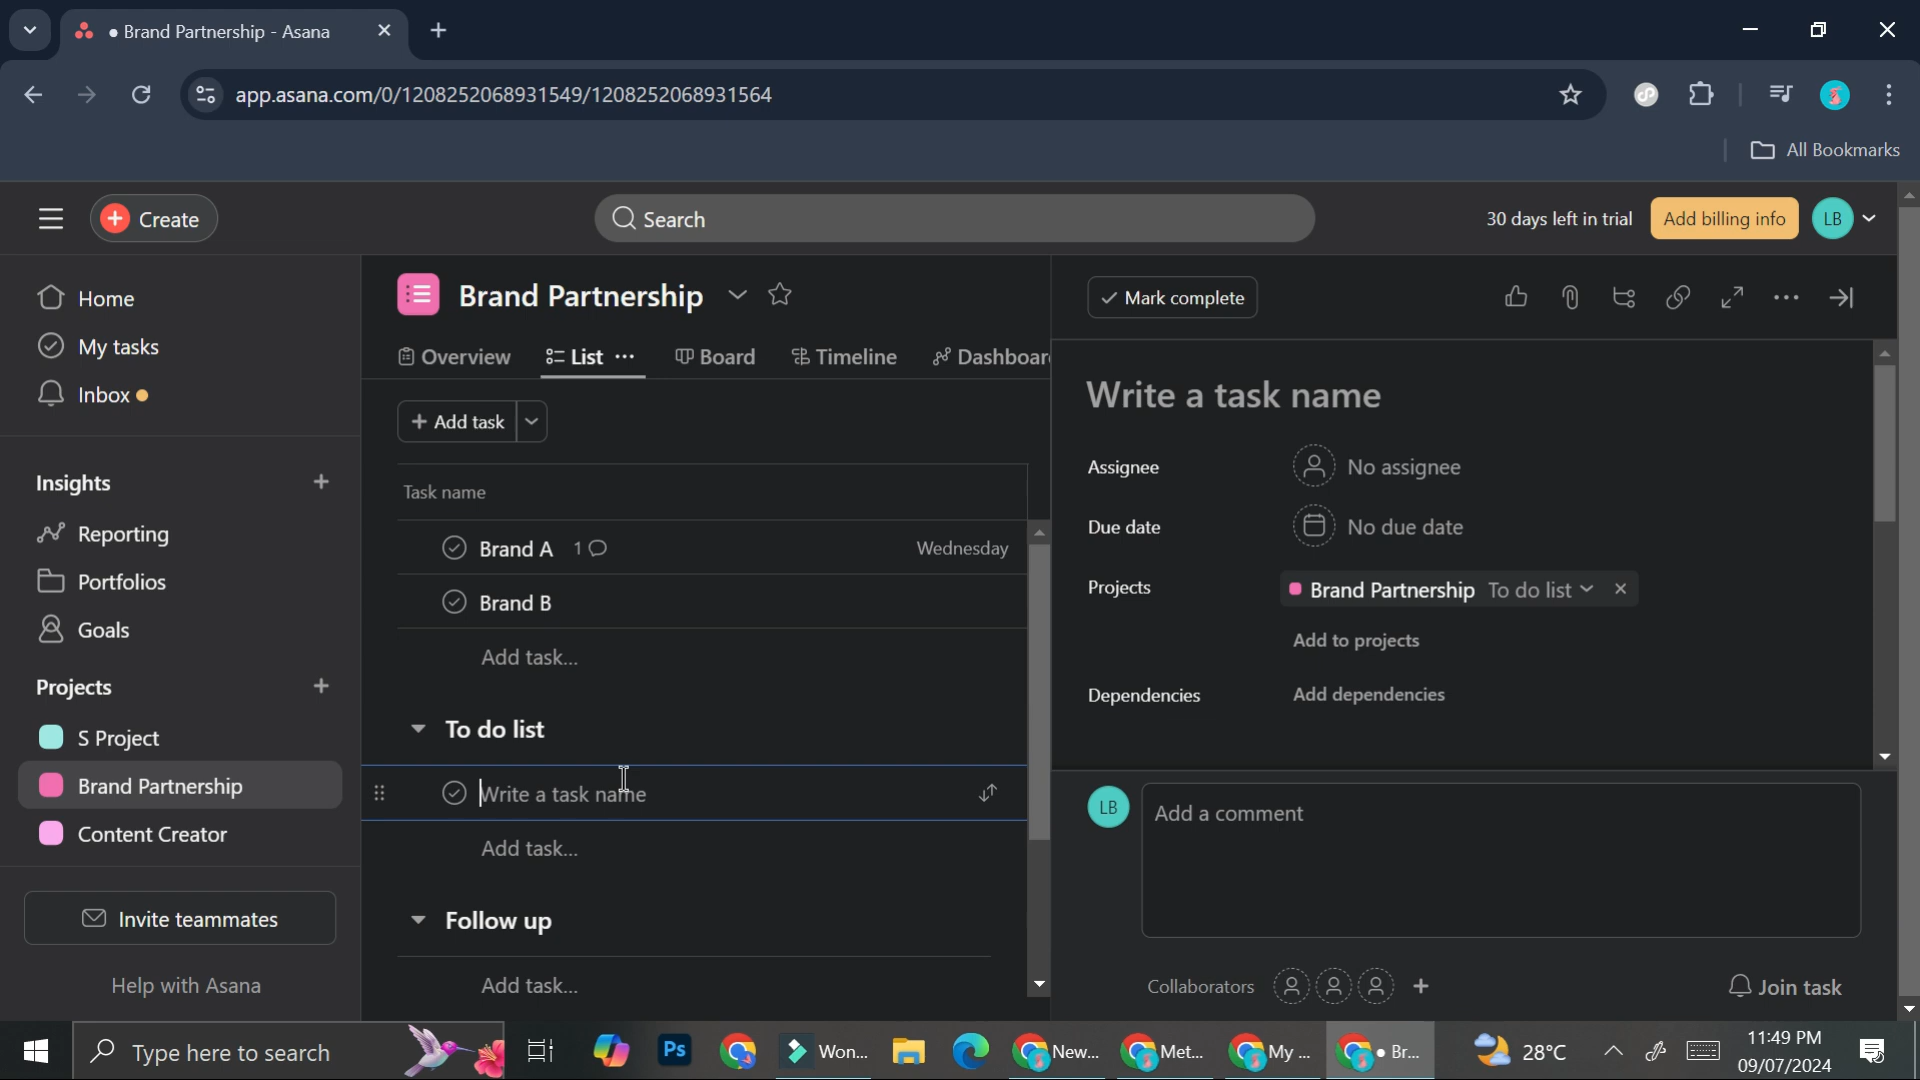 • Brand Partnership - Asana
app.asana.com/0/1208252068931549/1208252068931564
All Bookmarks
Create
Search
30 days left in trial
Add billing info
LB
Home
My tasks
Inbox
Insights
Reporting
Portfolios
Goals
Projects
S Project
Brand Partnership
Content Creator
Invite teammates
Help with Asana
Brand Partnership
Overview
List
Board
Timeline
Dashboar
+ Add task
Task name
Brand A 1 Wednesday
Brand B
Add task...
To do list
Write a task name
Add task...
Follow up
Add task...
Mark complete
Write a task name
Assignee No assignee
Due date No due date
Projects Brand Partnership To do list
Add to projects
Dependencies Add dependencies
LB
Add a comment
Collaborators
Join task
Type here to search
Ps
Won...
New...
Met...
My ...
• Br...
28°C
11:49 PM
09/07/2024